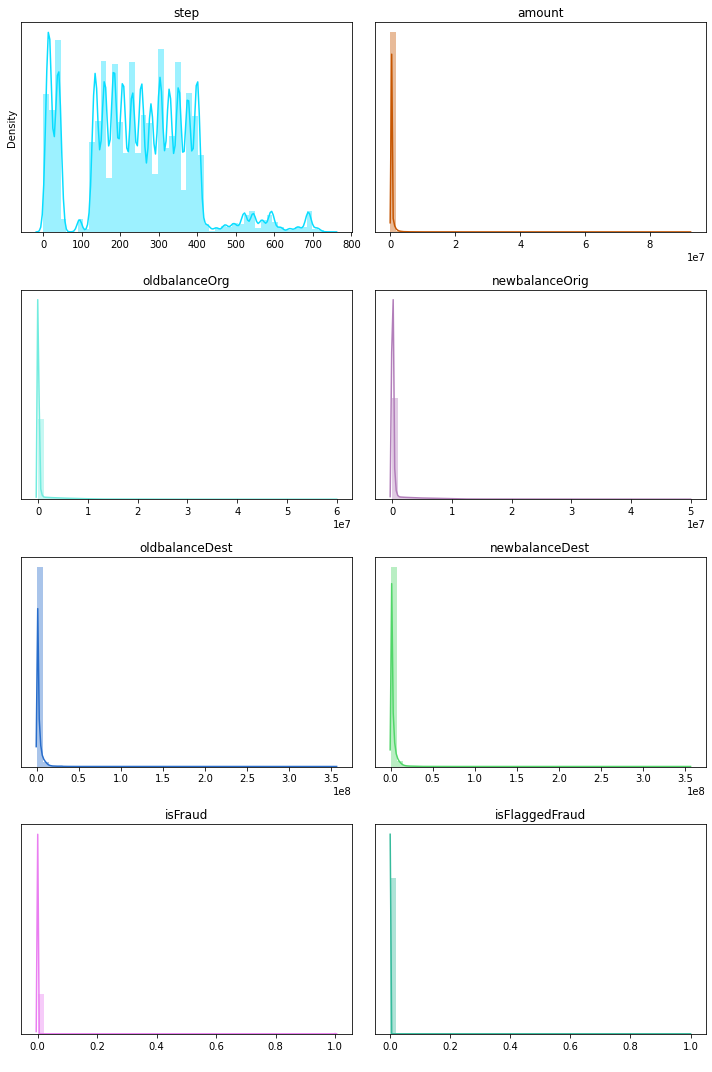 step
amount
Density
0 100 200 300 400 500 600 700 800
0 2 4 6 8
1e7
oldbalanceOrg
newbalanceOrig
0 1 2 3 4 5 6
1e7
0 1 2 3 4 5
1e7
oldbalanceDest
newbalanceDest
0.0 0.5 1.0 1.5 2.0 2.5 3.0 3.5
1e8
0.0 0.5 1.0 1.5 2.0 2.5 3.0 3.5
1e8
isFraud
isFlaggedFraud
0.0 0.2 0.4 0.6 0.8 1.0
0.0 0.2 0.4 0.6 0.8 1.0